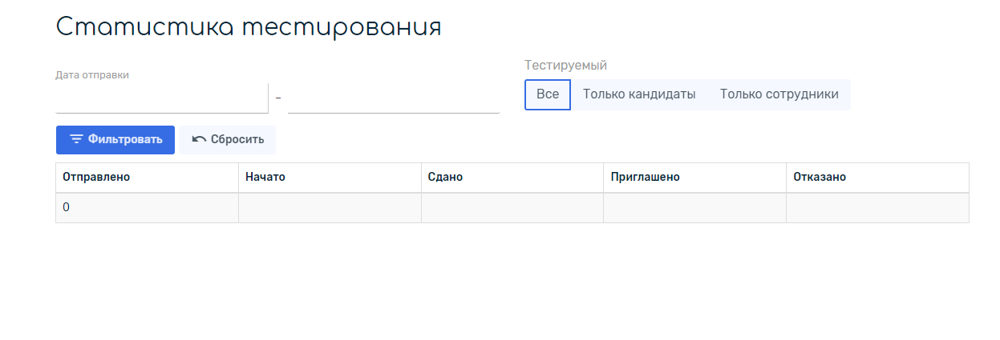 Статистика тестирования
Дата отправки
–
Тестируемый
Все Только кандидаты Только сотрудники
Фильтровать Сбросить
Отправлено Начато Сдано Приглашено Отказано
0